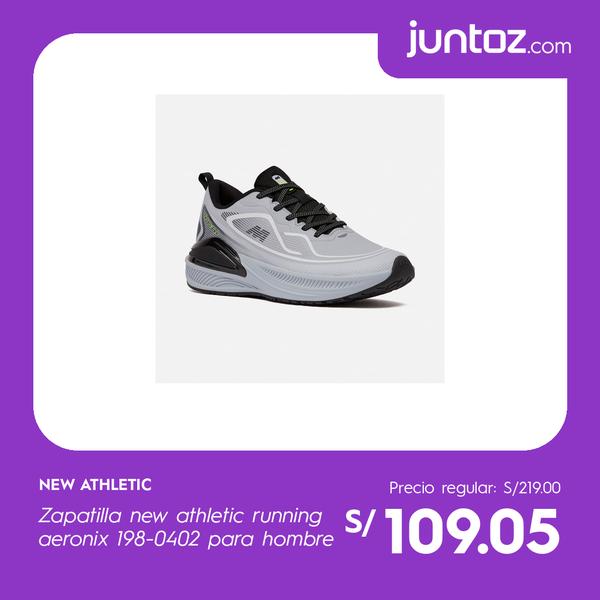 juntoz.com
NEW ATHLETIC
Zapatilla new athletic running
aeronix 198-0402 para hombre
Precio regular: S/219.00
S/ 109.05